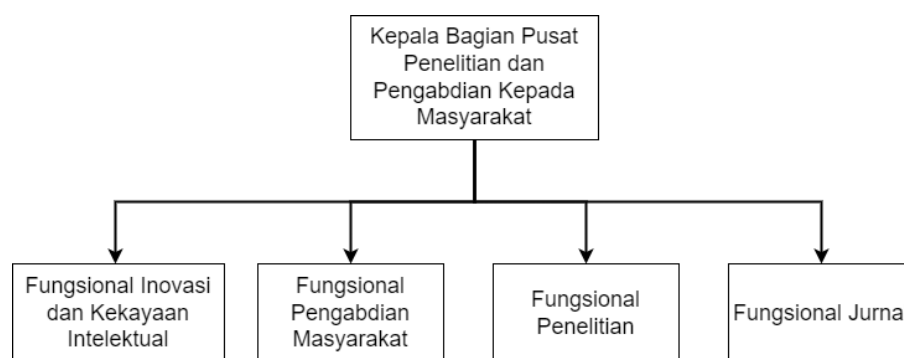 Kepala Bagian Pusat
Penelitian dan
Pengabdian Kepada
Masyarakat
Fungsional Inovasi
dan Kekayaan
Intelektual
Fungsional
Pengabdian
Masyarakat
Fungsional
Penelitian
Fungsional Jurna